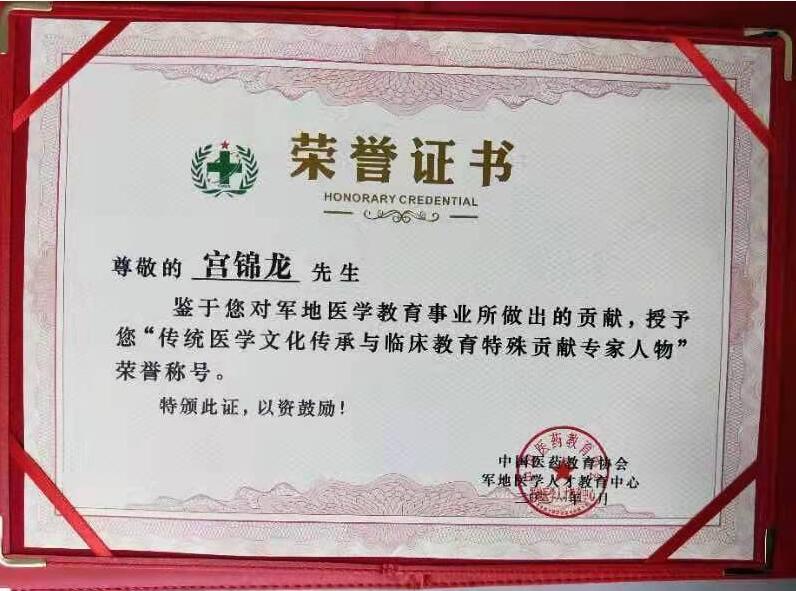 荣誉证书
HONORARY CREDENTIAL
尊敬的 宫锦龙 先生
鉴于您对军地医学教育事业所做出的贡献，授予
您“传统医学文化传承与临床教育特殊贡献专家人物”
荣誉称号。
特颁此证，以资鼓励！
中国医药教育协会
军地医学人才教育中心